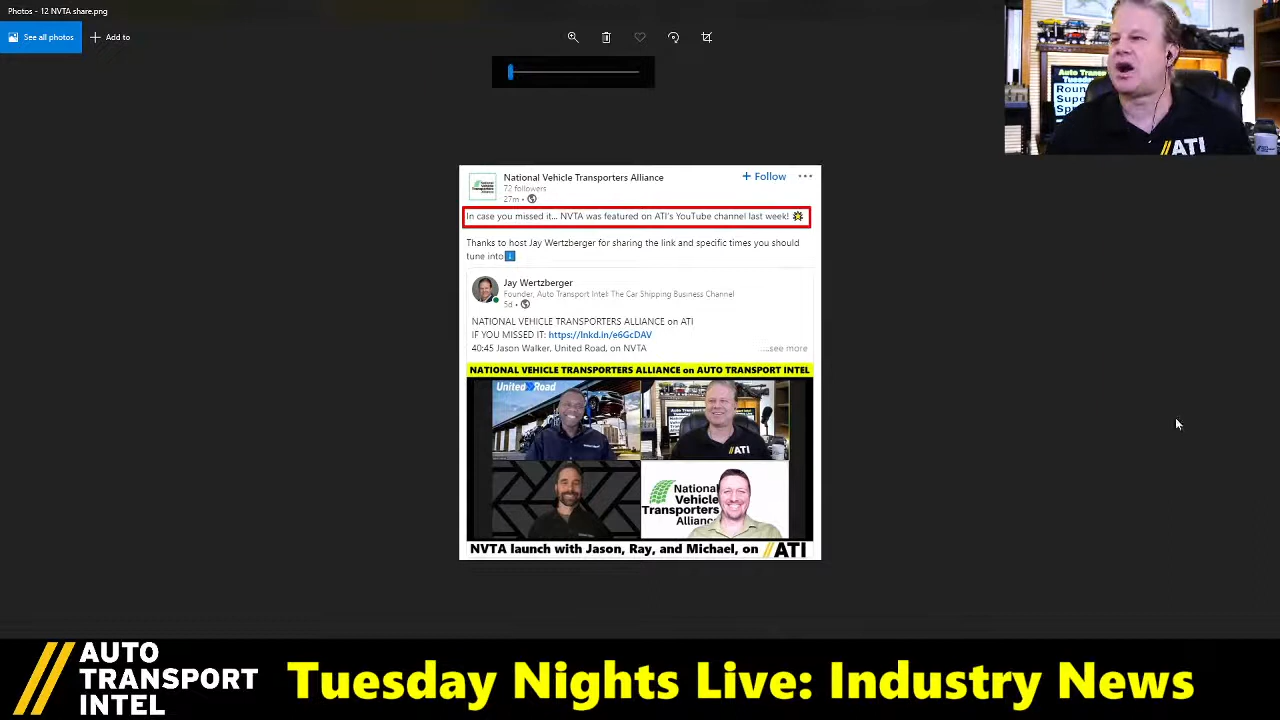 Photos - 12 NVTA share.png
See all photos
Add to
Auto Transport
Tuesday
Roun
Supe
Sp
ATI
National Vehicle Transporters Alliance
72 followers
27m •
+ Follow
In case you missed it... NVTA was featured on ATI's YouTube channel last week!
Thanks to host Jay Wertzberger for sharing the link and specific times you should
tune into
Jay Wertzberger
Founder, Auto Transport Intel: The Car Shipping Business Channel
5d •
NATIONAL VEHICLE TRANSPORTERS ALLIANCE on ATI
IF YOU MISSED IT: https://lnkd.in/e6GcDAV
40:45 Jason Walker, United Road, on NVTA
...see more
NATIONAL VEHICLE TRANSPORTERS ALLIANCE on AUTO TRANSPORT INTEL
United Road
ATI
National
Vehicle
Transporters
Alliance
NVTA launch with Jason, Ray, and Michael, on ATI
AUTO
TRANSPORT
INTEL
Tuesday Nights Live: Industry News